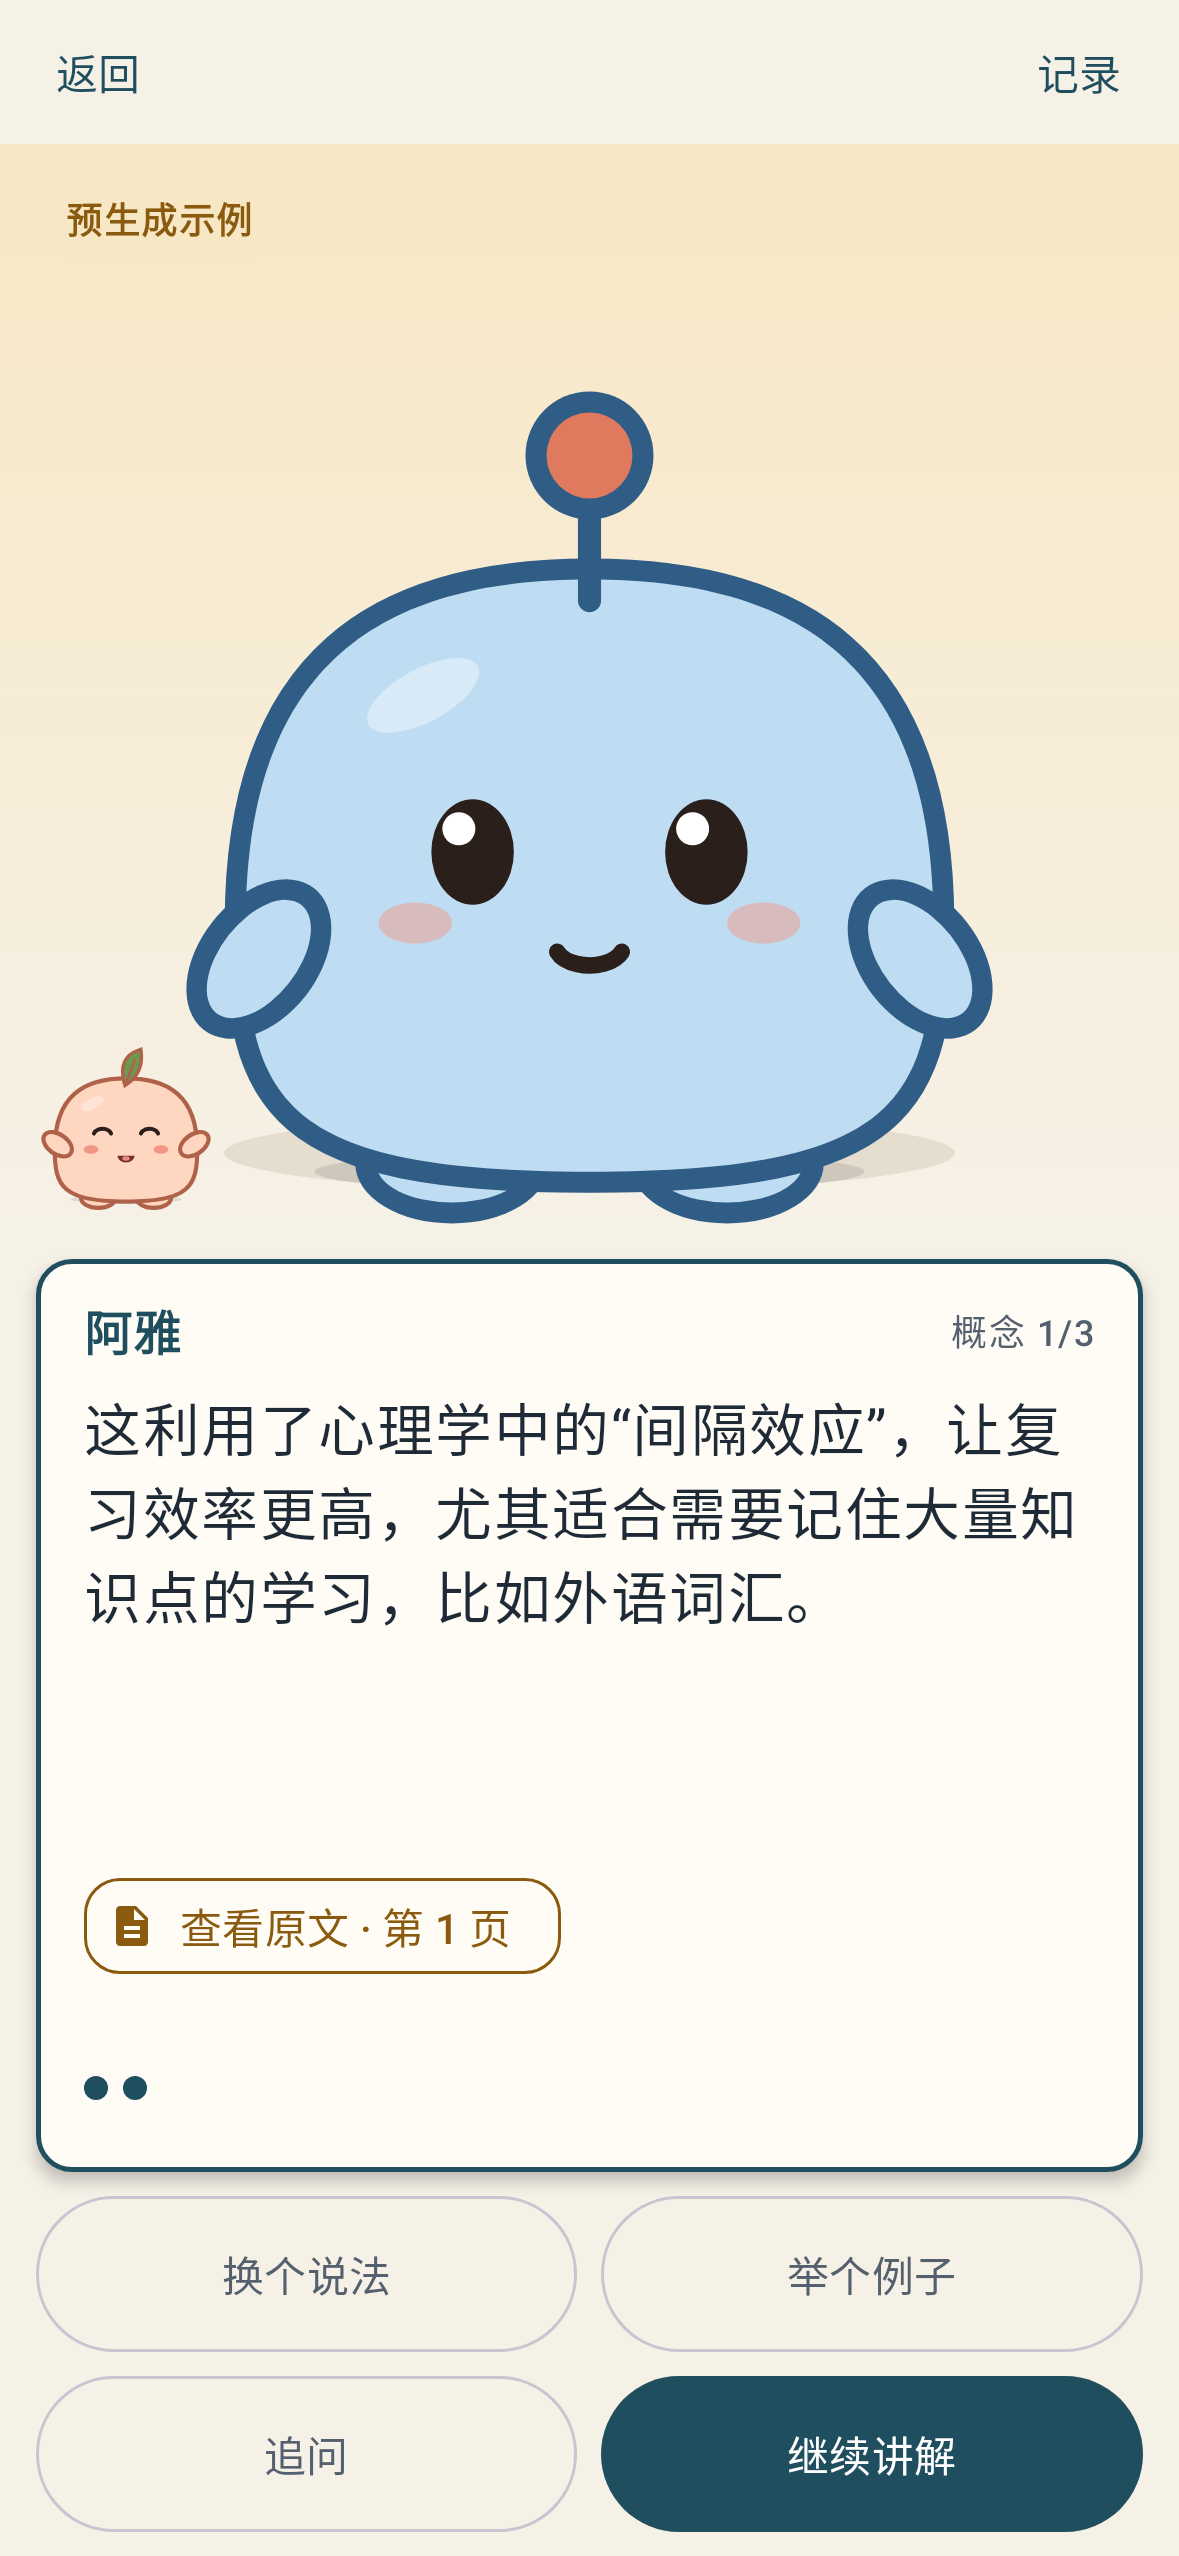 返回
记录
预生成示例
阿雅
概念 1/3
这利用了心理学中的“间隔效应”，让复
习效率更高，尤其适合需要记住大量知
识点的学习，比如外语词汇。
查看原文 · 第 1 页
换个说法
举个例子
追问
继续讲解